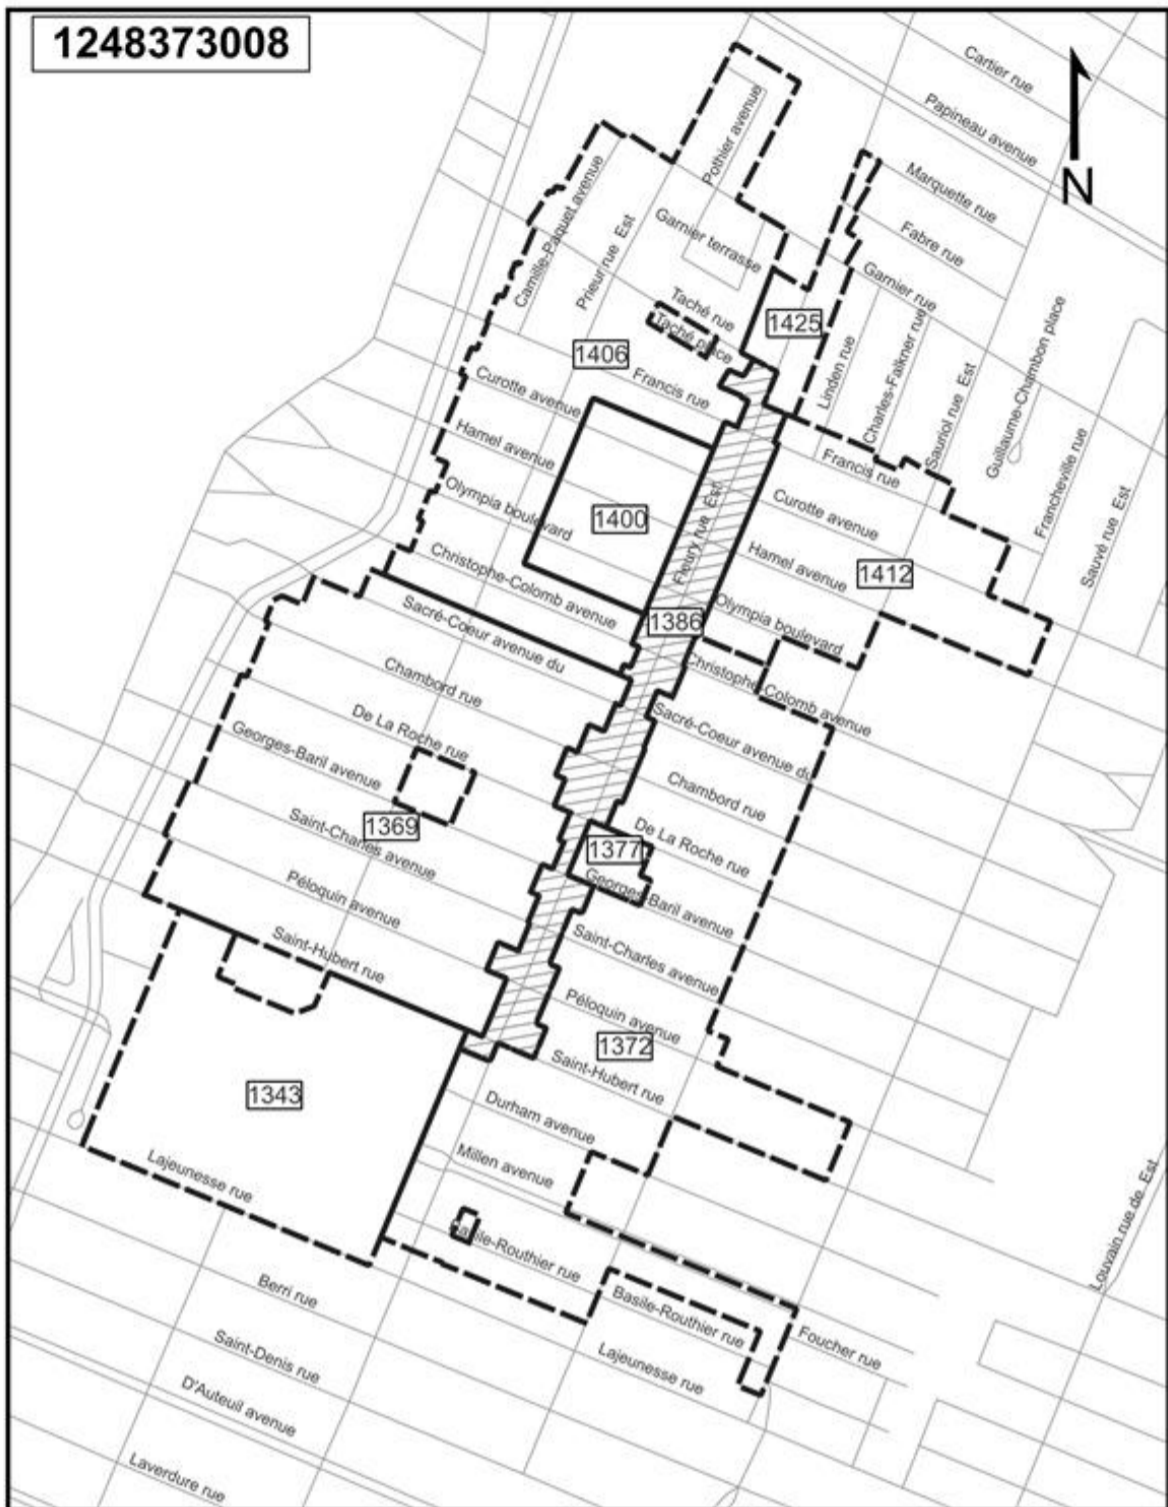 1248373008
Cartier rue
Papineau avenue
N
Pothier avenue
Marquette rue
Camille-Paquet avenue
Prieur rue Est
Garnier terrasse
Fabre rue
Garnier rue
Taché rue
1425
Taché place
1406
Linden rue
Charles-Falkner rue
Sauriol rue Est
Guillaume-Chambon place
Francheville rue
Sauvé rue Est
Francis rue
Curotte avenue
Hamel avenue
Olympia boulevard
1400
Fleury rue Est
Francis rue
Curotte avenue
Hamel avenue
1412
Christophe-Colomb avenue
1386
Olympia boulevard
Sacré-Coeur avenue du
Christophe-Colomb avenue
Chambord rue
De La Roche rue
Sacré-Coeur avenue du
Georges-Baril avenue
Chambord rue
Saint-Charles avenue
1369
De La Roche rue
1377
Péloquin avenue
Georges-Baril avenue
Saint-Hubert rue
Saint-Charles avenue
Péloquin avenue
1372
1343
Saint-Hubert rue
Durham avenue
Lajeunesse rue
Millen avenue
Louvain rue de Est
Basile-Routhier rue
Berri rue
Basile-Routhier rue
Foucher rue
Saint-Denis rue
Lajeunesse rue
D'Auteuil avenue
Laverdure rue